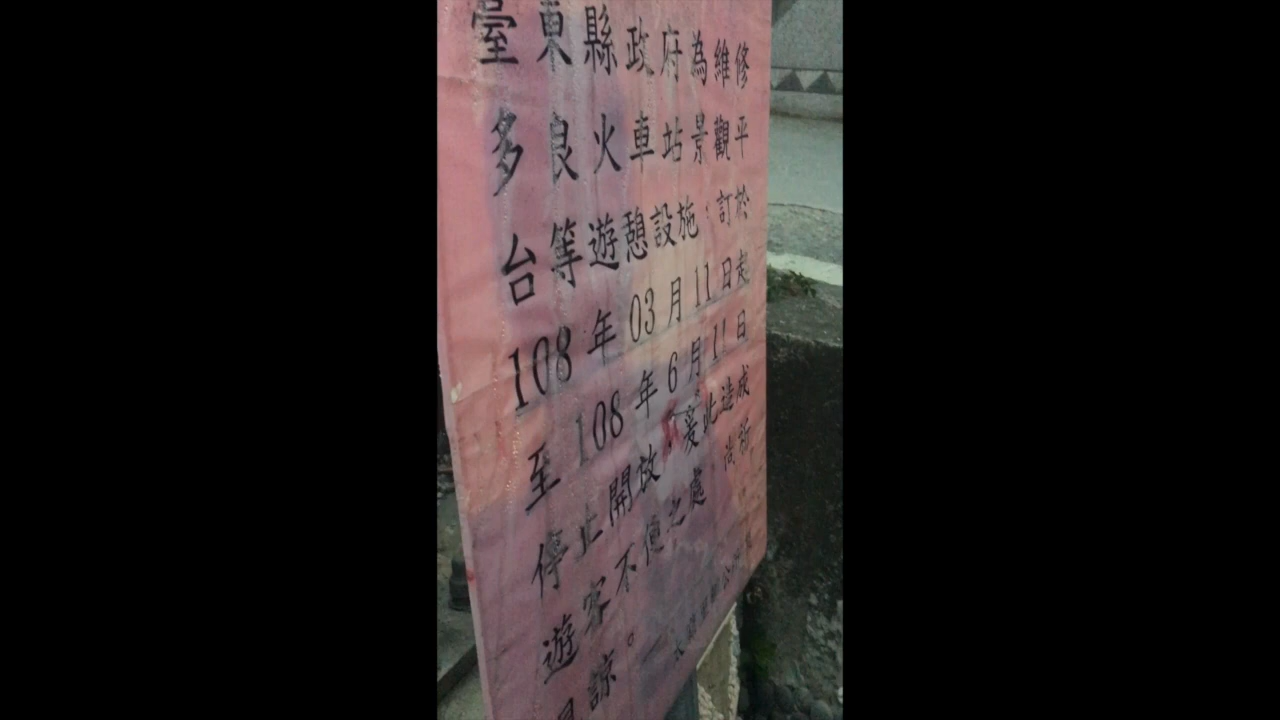 臺東縣政府為維修
多良火車站景觀平
台等遊憩設施，訂於
108年03月11日起
至108年6月11日
停止開放，爰此造成
遊客不便之處，尚祈
見諒。